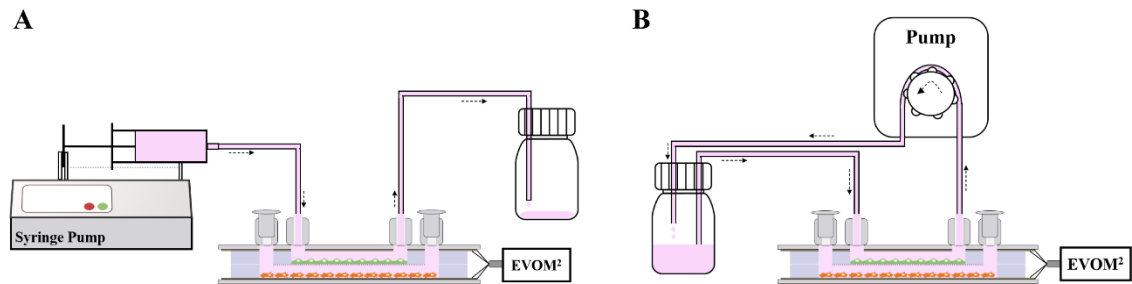 A
B
Pump
Syringe Pump
EVOM²
EVOM²